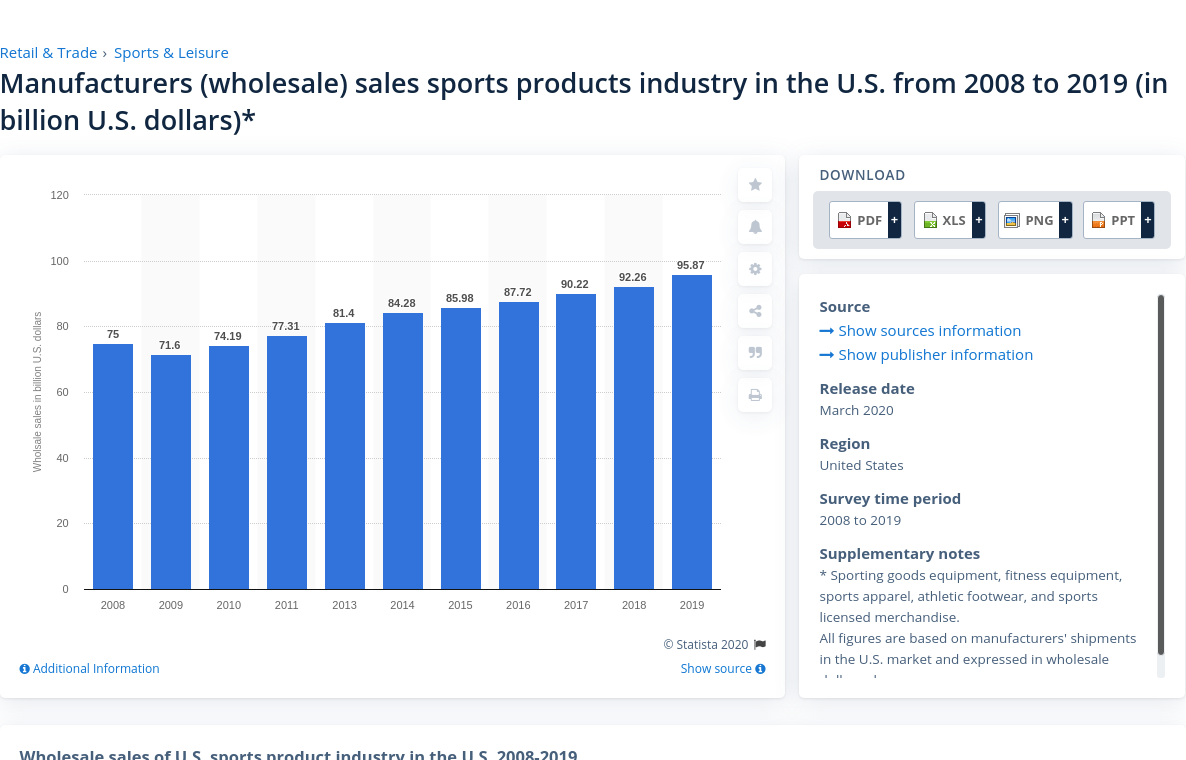 Retail & Trade › Sports & Leisure
Manufacturers (wholesale) sales sports products industry in the U.S. from 2008 to 2019 (in
billion U.S. dollars)*
120
100
80
60
40
20
0
Wholsale sales in billion U.S. dollars
75
71.6
74.19
77.31
81.4
84.28
85.98
87.72
90.22
92.26
95.87
2008 2009 2010 2011 2013 2014 2015 2016 2017 2018 2019
© Statista 2020
Additional Information
Show source
DOWNLOAD
PDF + XLS + PNG + PPT +
Source
Show sources information
Show publisher information
Release date
March 2020
Region
United States
Survey time period
2008 to 2019
Supplementary notes
* Sporting goods equipment, fitness equipment,
sports apparel, athletic footwear, and sports
licensed merchandise.
All figures are based on manufacturers' shipments
in the U.S. market and expressed in wholesale
Wholesale sales of U.S. sports product industry in the U.S. 2008-2019